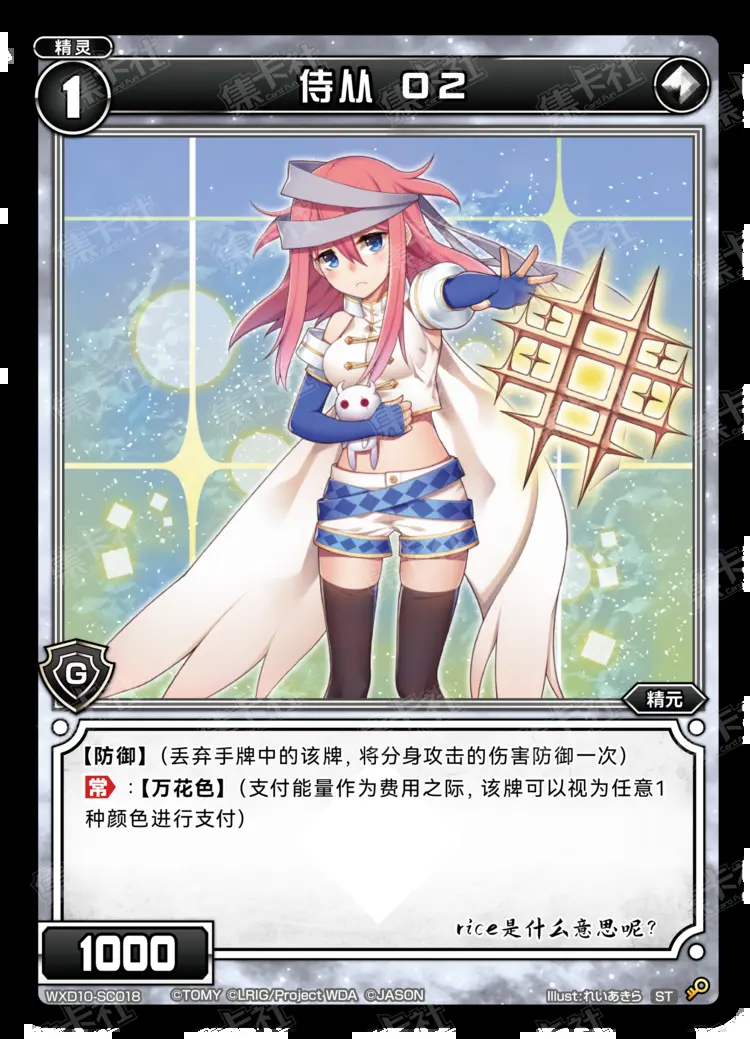 精灵
1
侍从 O2
G
精元
【防御】（丢弃手牌中的该牌，将分身攻击的伤害防御一次）
常：【万花色】（支付能量作为费用之际，该牌可以视为任意1
种颜色进行支付）
rice是什么意思呢？
1000
WXD10-SC018 ©TOMY ©LRIG/Project WDA ©JASON Illust:れいあきら ST
集卡社